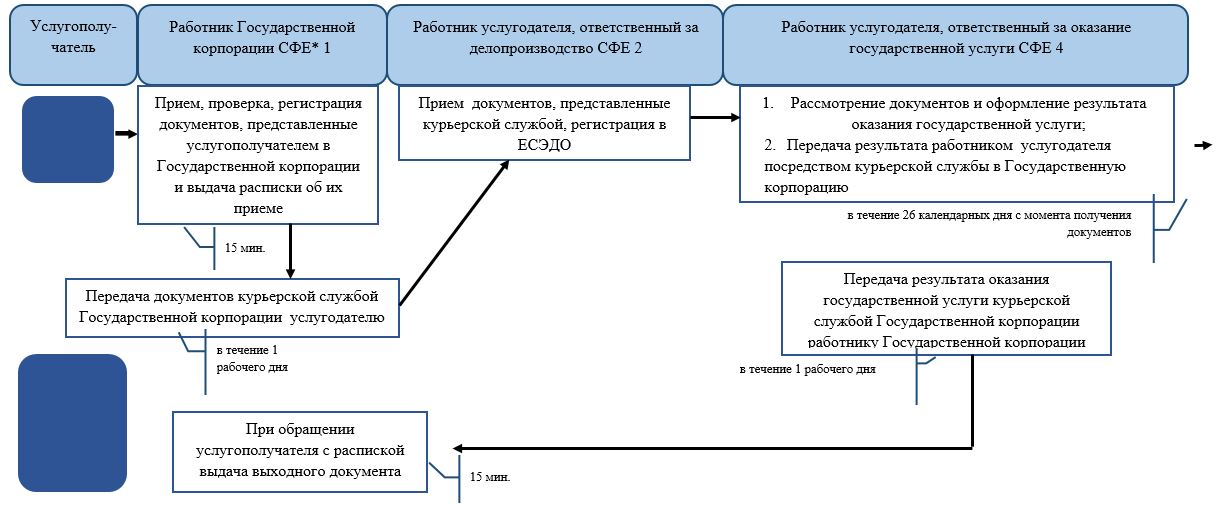 Услугополу-
чатель
Работник Государственной
корпорации СФЕ* 1
Работник услугодателя, ответственный за
делопроизводство СФЕ 2
Работник услугодателя, ответственный за оказание
государственной услуги СФЕ 4
Прием, проверка, регистрация
документов, представленные
услугополучателем в
Государственной корпорации
и выдача расписки об их
приеме
Прием документов, представленные
курьерской службой, регистрация в
ЕСЭДО
1. Рассмотрение документов и оформление результата
оказания государственной услуги;
2. Передача результата работником услугодателя
посредством курьерской службы в Государственную
корпорацию
15 мин.
в течение 26 календарных дня с момента получения
документов
Передача документов курьерской службой
Государственной корпорации услугодателю
в течение 1
рабочего дня
Передача результата оказания
государственной услуги курьерской
службой Государственной корпорации
работнику Государственной корпорации
в течение 1 рабочего дня
При обращении
услугополучателя с распиской
выдача выходного документа
15 мин.